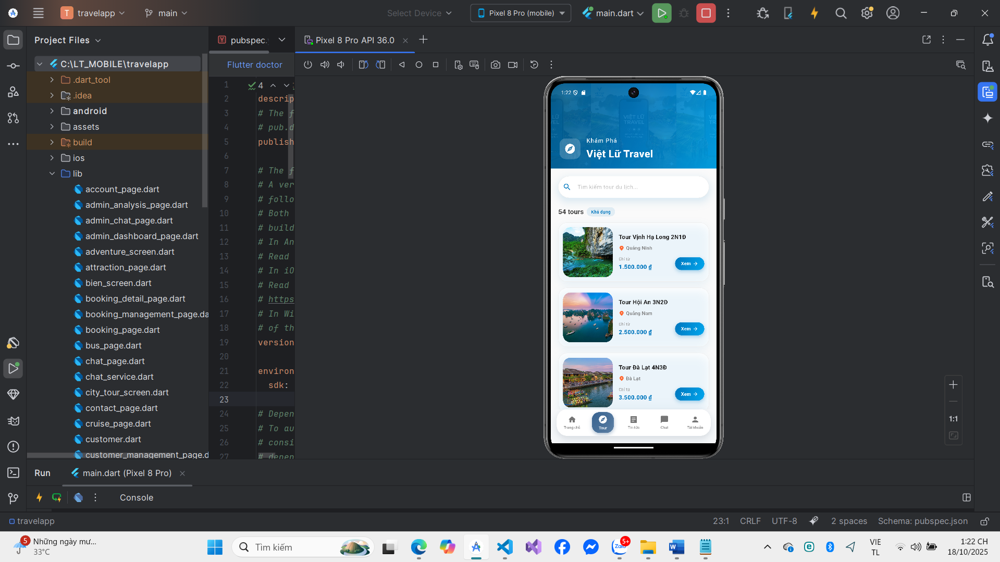 T travelapp
main
Select Device
Pixel 8 Pro (mobile)
main.dart
Project Files
pubspec.
Pixel 8 Pro API 36.0
C:\LT_MOBILE\travelapp
.dart_tool
.idea
android
assets
build
ios
lib
account_page.dart
admin_analysis_page.dart
admin_chat_page.dart
admin_dashboard_page.dart
adventure_screen.dart
attraction_page.dart
bien_screen.dart
booking_detail_page.dart
booking_management_page.da
booking_page.dart
bus_page.dart
chat_page.dart
chat_service.dart
city_tour_screen.dart
contact_page.dart
cruise_page.dart
customer.dart
customer_management_page.d
Flutter doctor
4
1
2 descrip
3 # The f
4 # pub.d
5 publish
6
7 # The f
8 # A ver
9 # follo
10 # Both
11 # build
12 # In An
13 # Read
14 # In iO
15 # Read
16 # https
17 # In Wi
18 # of th
19 version
20
21 environ
22 sdk:
23
24 # Depen
25 # To au
26 # consi
27 # depen
1:22
VIỆT LỮ
TRAVEL
Khám Phá
Việt Lữ Travel
Tìm kiếm tour du lịch...
54 tours Khả dụng
Tour Vịnh Hạ Long 2N1Đ
Quảng Ninh
Chỉ từ
1.500.000 ₫
Xem →
Tour Hội An 3N2Đ
Quảng Nam
Chỉ từ
2.500.000 ₫
Xem →
Tour Đà Lạt 4N3Đ
Đà Lạt
Chỉ từ
3.500.000 ₫
Xem →
Trang chủ
Tour
Tin tức
Chat
Tài khoản
1:1
Run
main.dart (Pixel 8 Pro)
Console
travelapp
23:1
CRLF
UTF-8
2 spaces
Schema: pubspec.json
5
Những ngày mư...
33°C
Tìm kiếm
Zalo
5+
VIE
TL
1:22 CH
18/10/2025